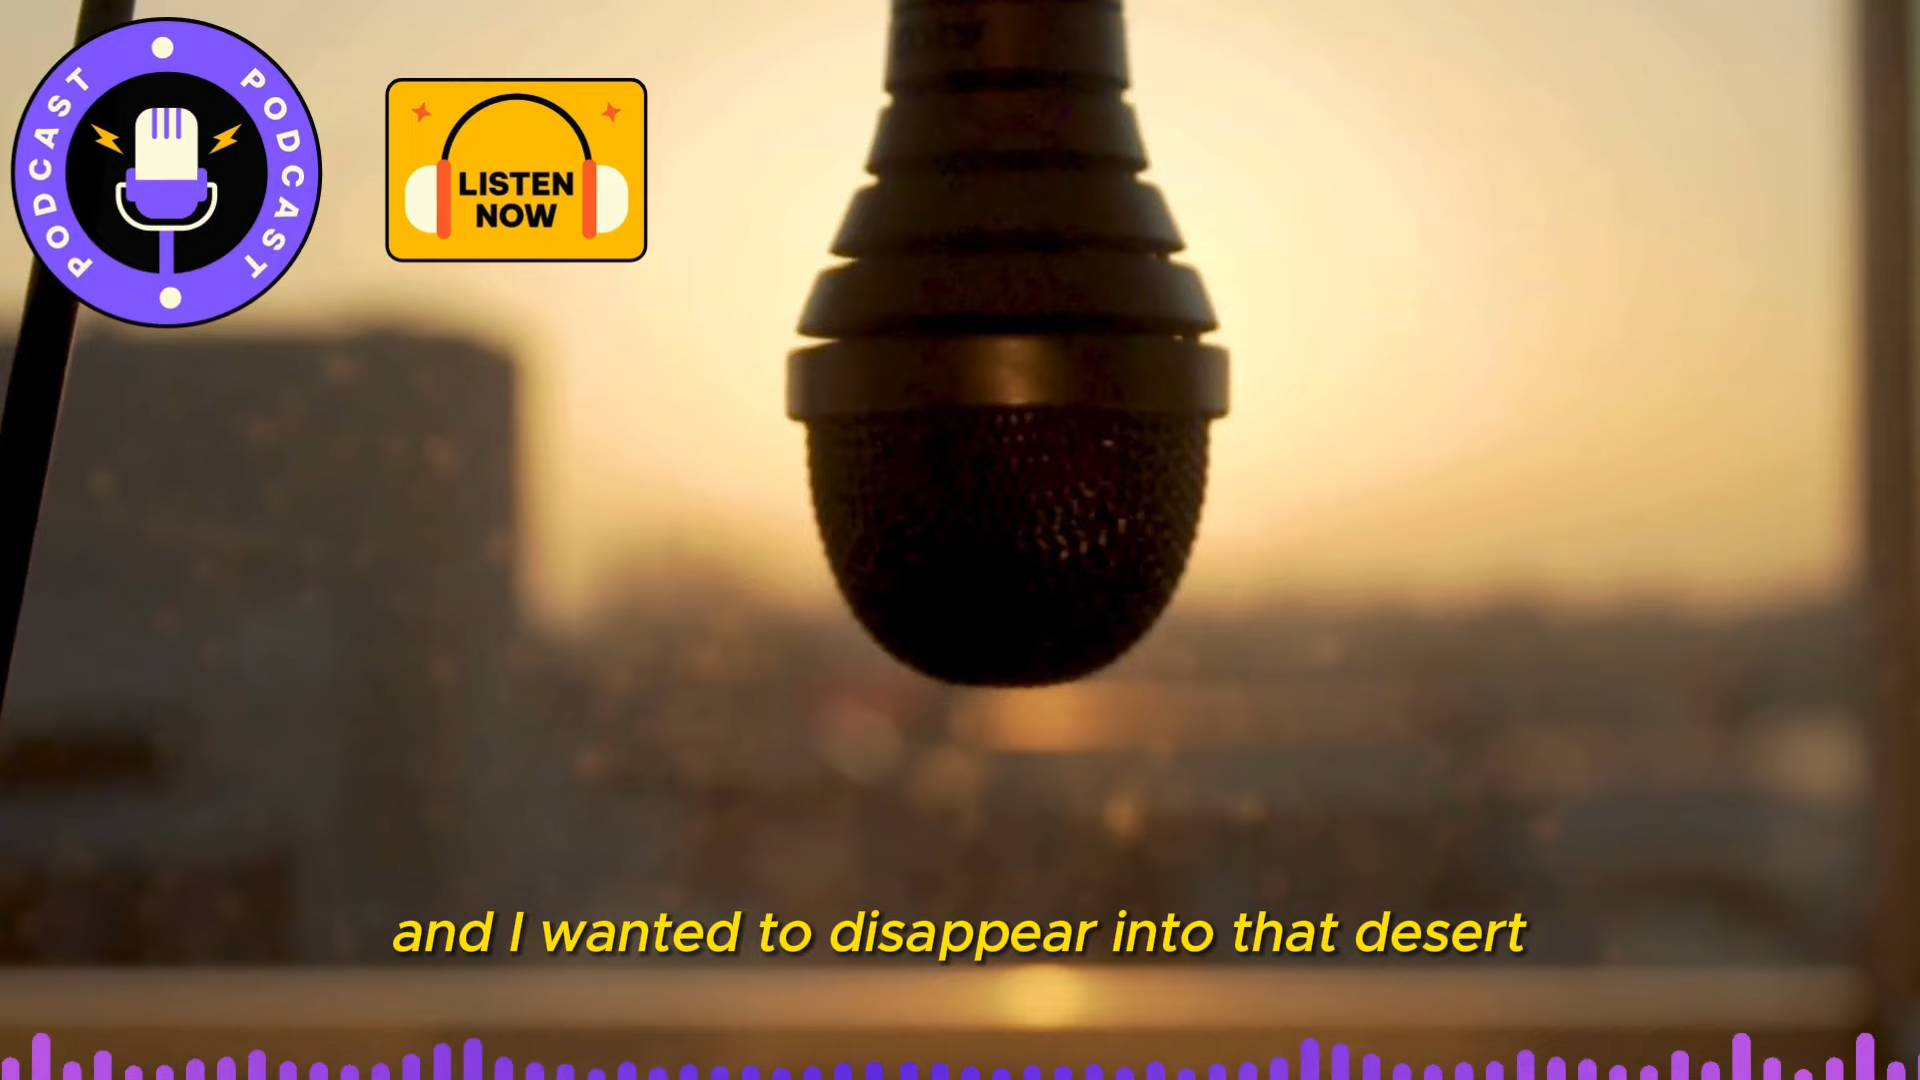 PODCAST
PODCAST
LISTEN
NOW
and I wanted to disappear into that desert